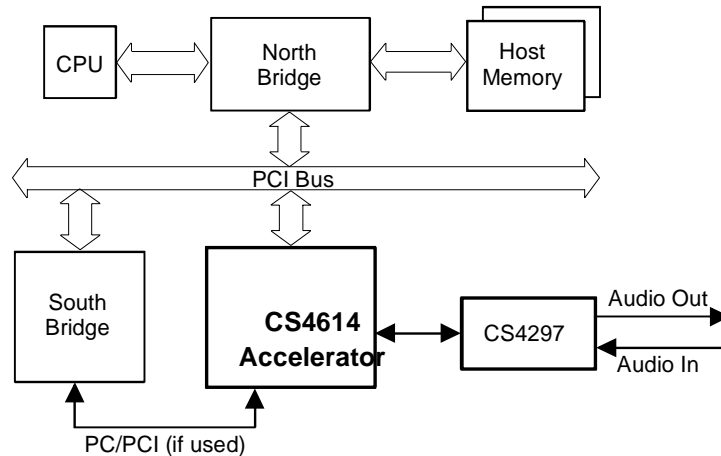 CPU
North
Bridge
Host
Memory
PCI Bus
South
Bridge
CS4614
Accelerator
CS4297
Audio Out
Audio In
PC/PCI (if used)